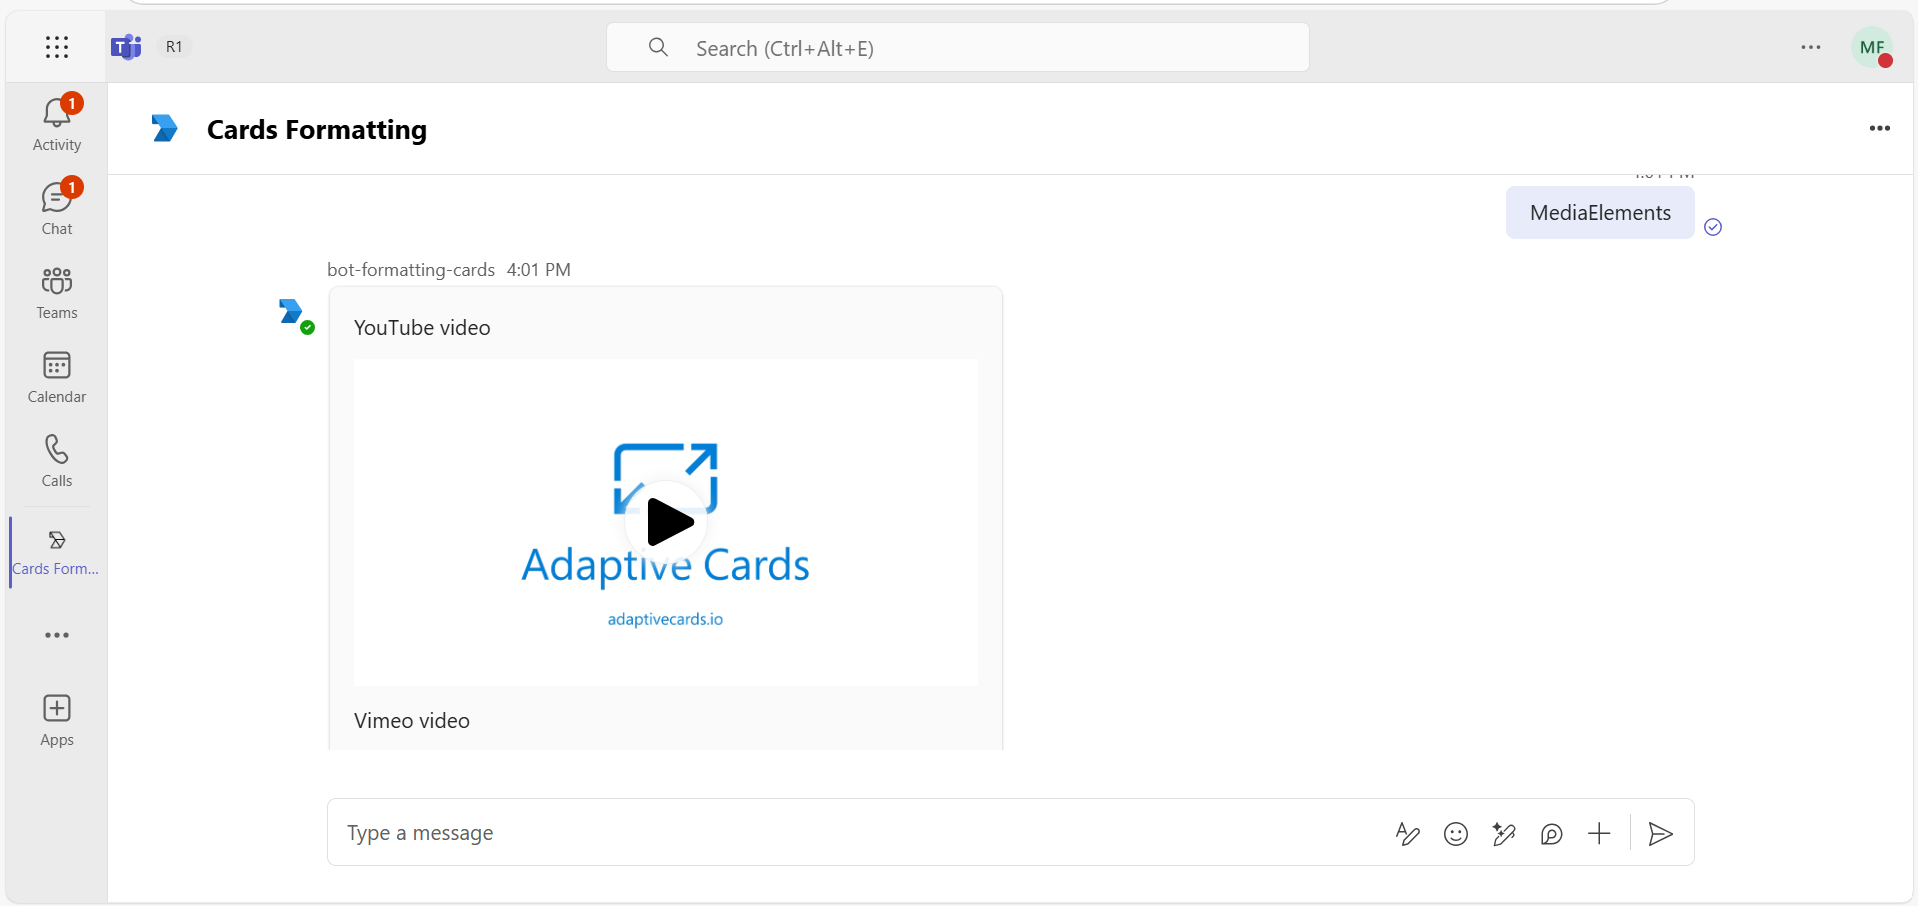 R1
Search (Ctrl+Alt+E)
MF
1
Activity
1
Chat
Teams
Calendar
Calls
Cards Form...
Apps
Cards Formatting
MediaElements
bot-formatting-cards 4:01 PM
YouTube video
Adaptive Cards
adaptivecards.io
Vimeo video
Type a message